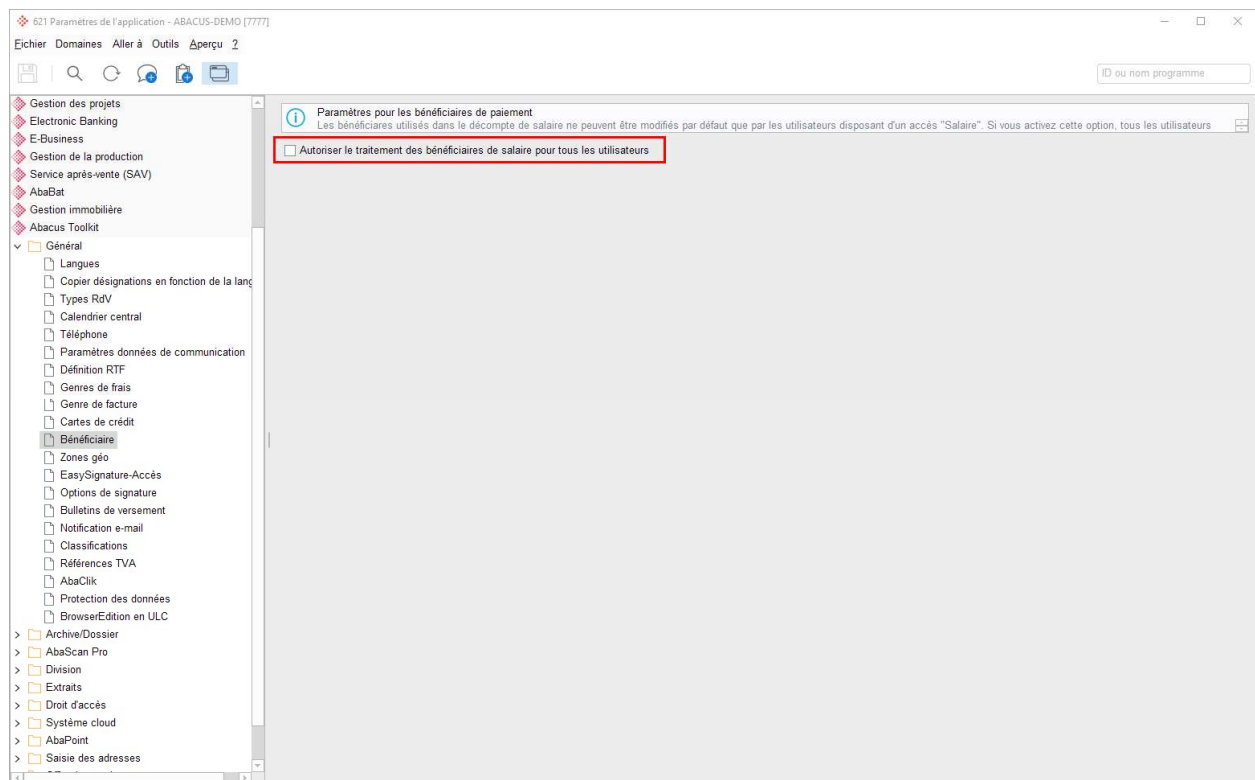 621 Paramètres de l'application - ABACUS-DEMO [7777]
Fichier Domaines Aller à Outils Aperçu ?
ID ou nom programme
Gestion des projets
Electronic Banking
E-Business
Gestion de la production
Service après-vente (SAV)
AbaBat
Gestion immobilière
Abacus Toolkit
Général
Langues
Copier désignations en fonction de la lang
Types RdV
Calendrier central
Téléphone
Paramètres données de communication
Définition RTF
Genres de frais
Genre de facture
Cartes de crédit
Bénéficiaire
Zones géo
EasySignature-Accès
Options de signature
Bulletins de versement
Notification e-mail
Classifications
Références TVA
AbaClik
Protection des données
BrowserEdition en ULC
Archive/Dossier
AbaScan Pro
Division
Extraits
Droit d'accès
Système cloud
AbaPoint
Saisie des adresses
Paramètres pour les bénéficiaires de paiement
Les bénéficiares utilisés dans le décompte de salaire ne peuvent être modifiés par défaut que par les utilisateurs disposant d'un accès "Salaire". Si vous activez cette option, tous les utilisateurs
Autoriser le traitement des bénéficiaires de salaire pour tous les utilisateurs